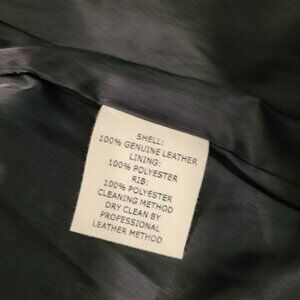 SHELL:
100% GENUINE LEATHER
LINING:
100% POLYESTER
RIB:
100% POLYESTER
CLEANING METHOD
DRY CLEAN BY
PROFESSIONAL
LEATHER METHOD